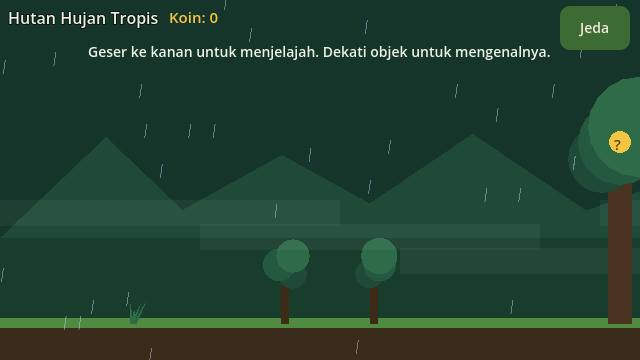 Hutan Hujan Tropis
Koin: 0
Jeda
Geser ke kanan untuk menjelajah. Dekati objek untuk mengenalnya.
?